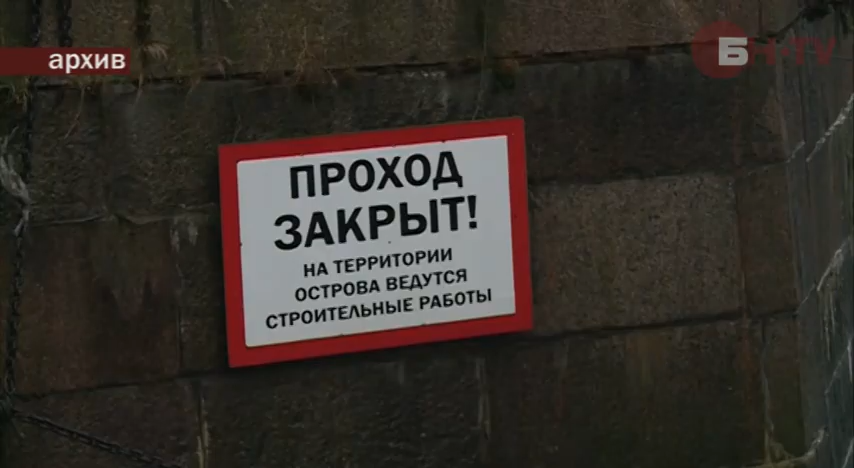 архив
БН-TV
ПРОХОД
ЗАКРЫТ!
НА ТЕРРИТОРИИ
ОСТРОВА ВЕДУТСЯ
СТРОИТЕЛЬНЫЕ РАБОТЫ